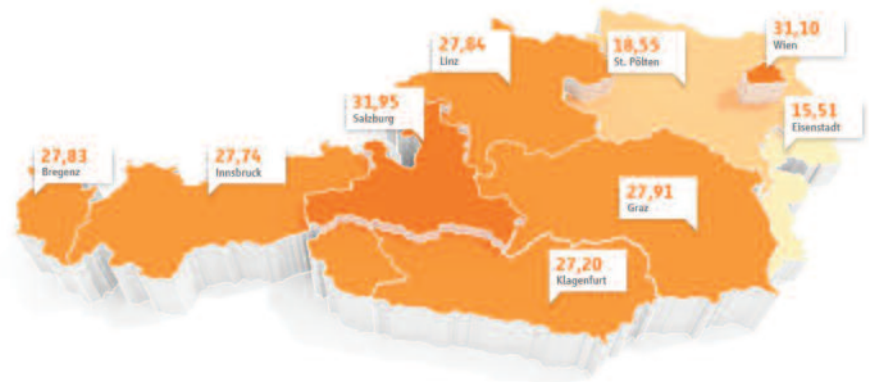 31,10
Wien
27,84
Linz
18,55
St. Pölten
31,95
Salzburg
15,51
Eisenstadt
27,83
Bregenz
27,74
Innsbruck
27,91
Graz
27,20
Klagenfurt